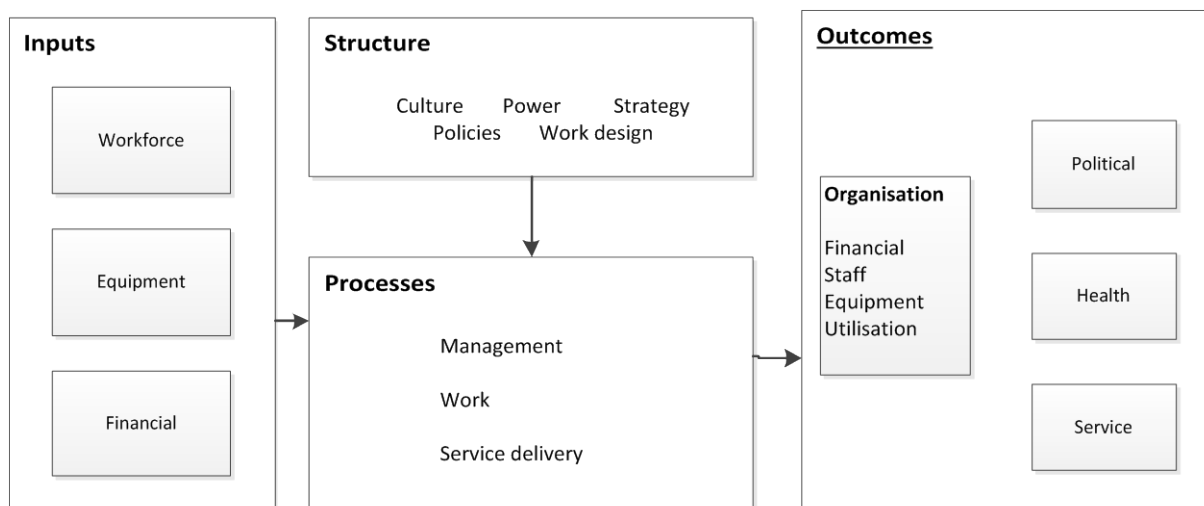 Inputs
Workforce
Equipment
Financial
Structure
Culture Power Strategy
Policies Work design
Processes
Management
Work
Service delivery
Outcomes
Organisation
Financial
Staff
Equipment
Utilisation
Political
Health
Service